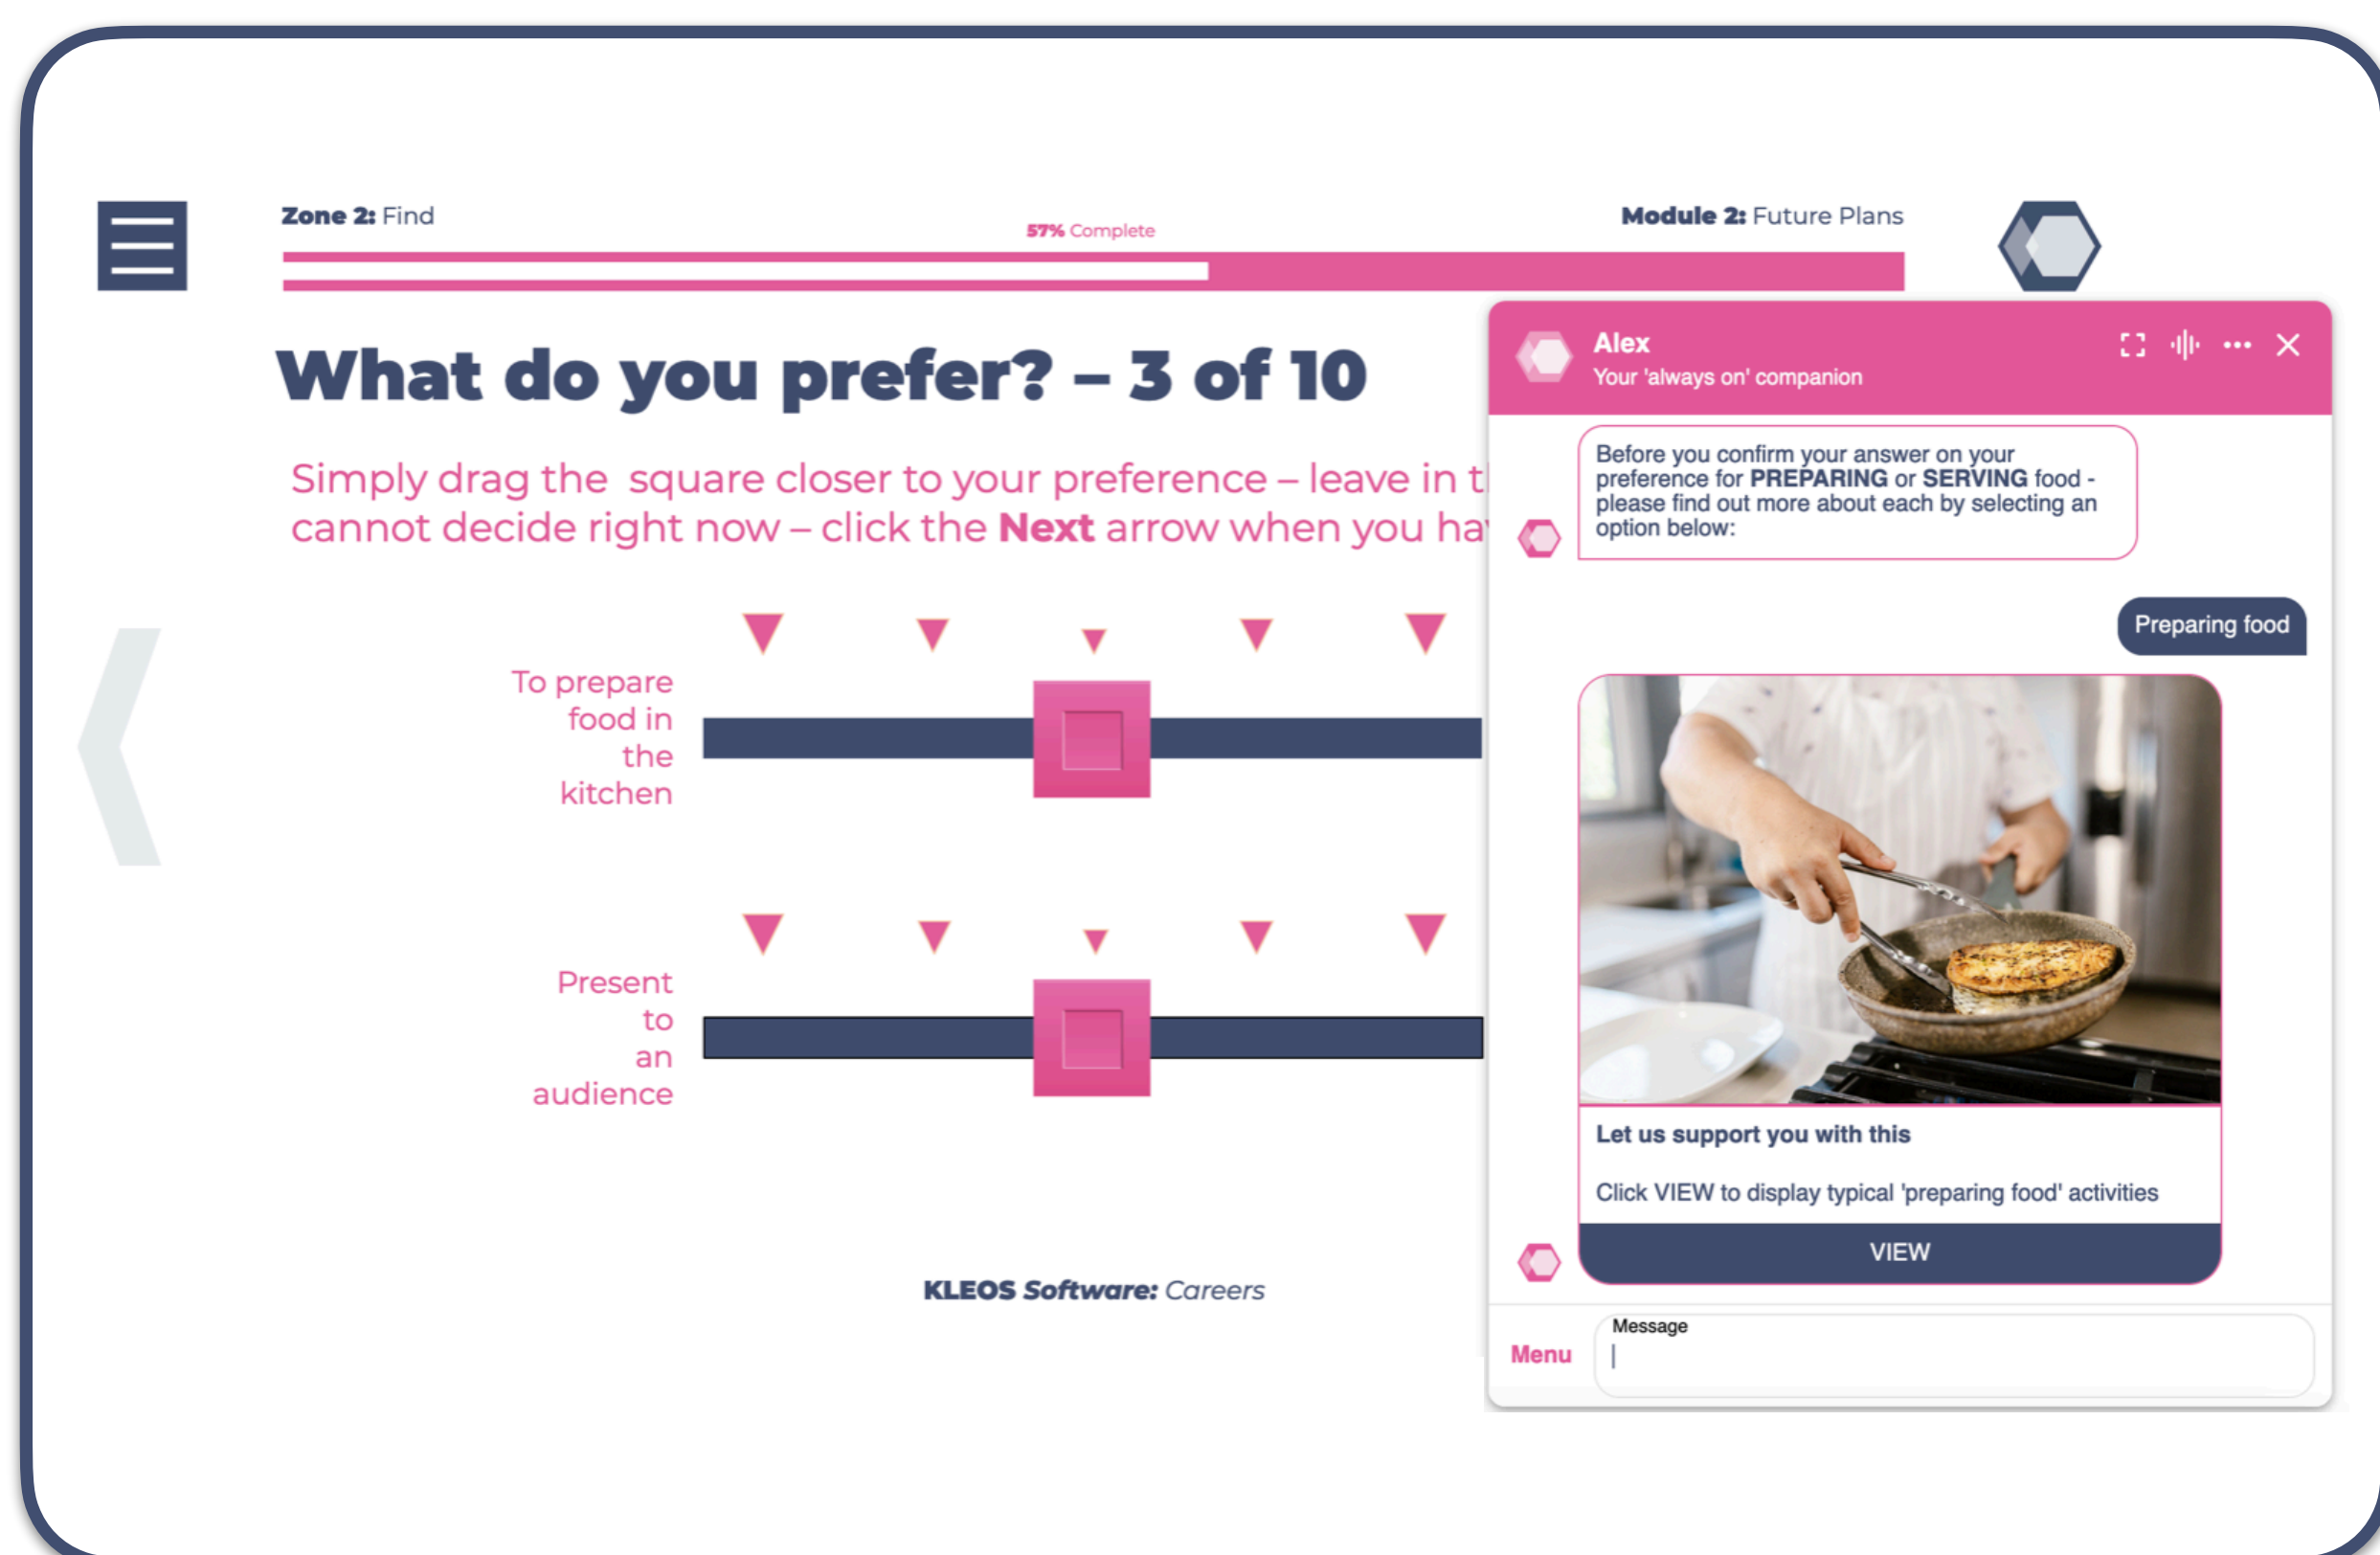 Zone 2: Find
57% Complete
Module 2: Future Plans
What do you prefer? – 3 of 10
Simply drag the  square closer to your preference – leave in
cannot decide right now – click the Next arrow when you
To prepare
food in
the
kitchen
Present
to
an
audience
KLEOS Software: Careers
Alex
Your 'always on' companion
Before you confirm your answer on your
preference for PREPARING or SERVING food -
please find out more about each by selecting an
option below:
Preparing food
Let us support you with this
Click VIEW to display typical 'preparing food' activities
VIEW
Menu
Message